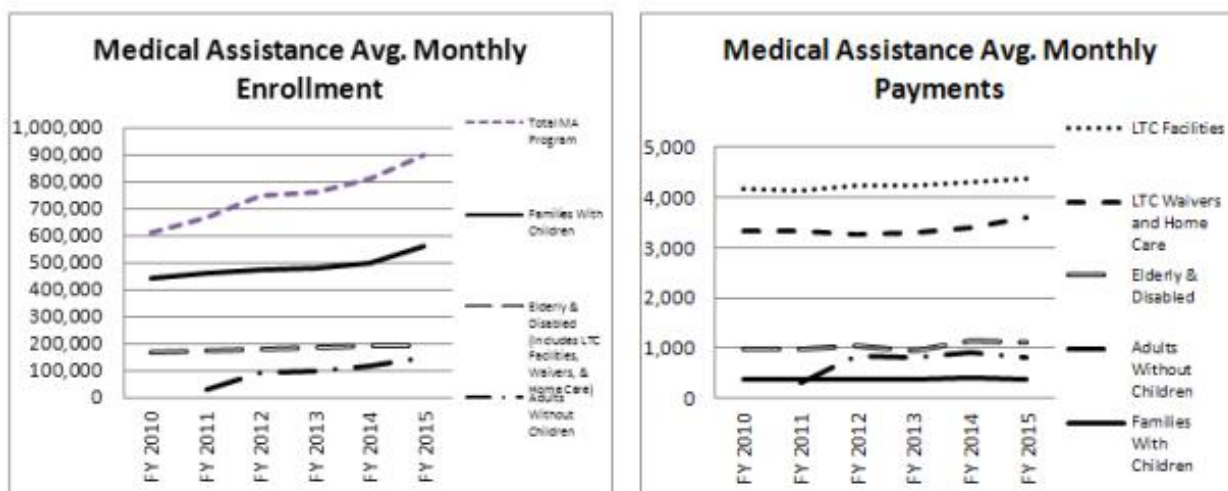 Medical Assistance Avg. Monthly
Enrollment
1,000,000
900,000
800,000
700,000
600,000
500,000
400,000
300,000
200,000
100,000
0
FY 2010
FY 2011
FY 2012
FY 2013
FY 2014
FY 2015
Total MA
Program
Families With
Children
Elderly &
Disabled
(Includes LTC
Facilities,
Waivers, &
Home Care)
Adults
Without
Children
Medical Assistance Avg. Monthly
Payments
5,000
4,000
3,000
2,000
1,000
0
FY 2010
FY 2011
FY 2012
FY 2013
FY 2014
FY 2015
LTC Facilities
LTC Waivers
and Home
Care
Elderly &
Disabled
Adults
Without
Children
Families
With
Children